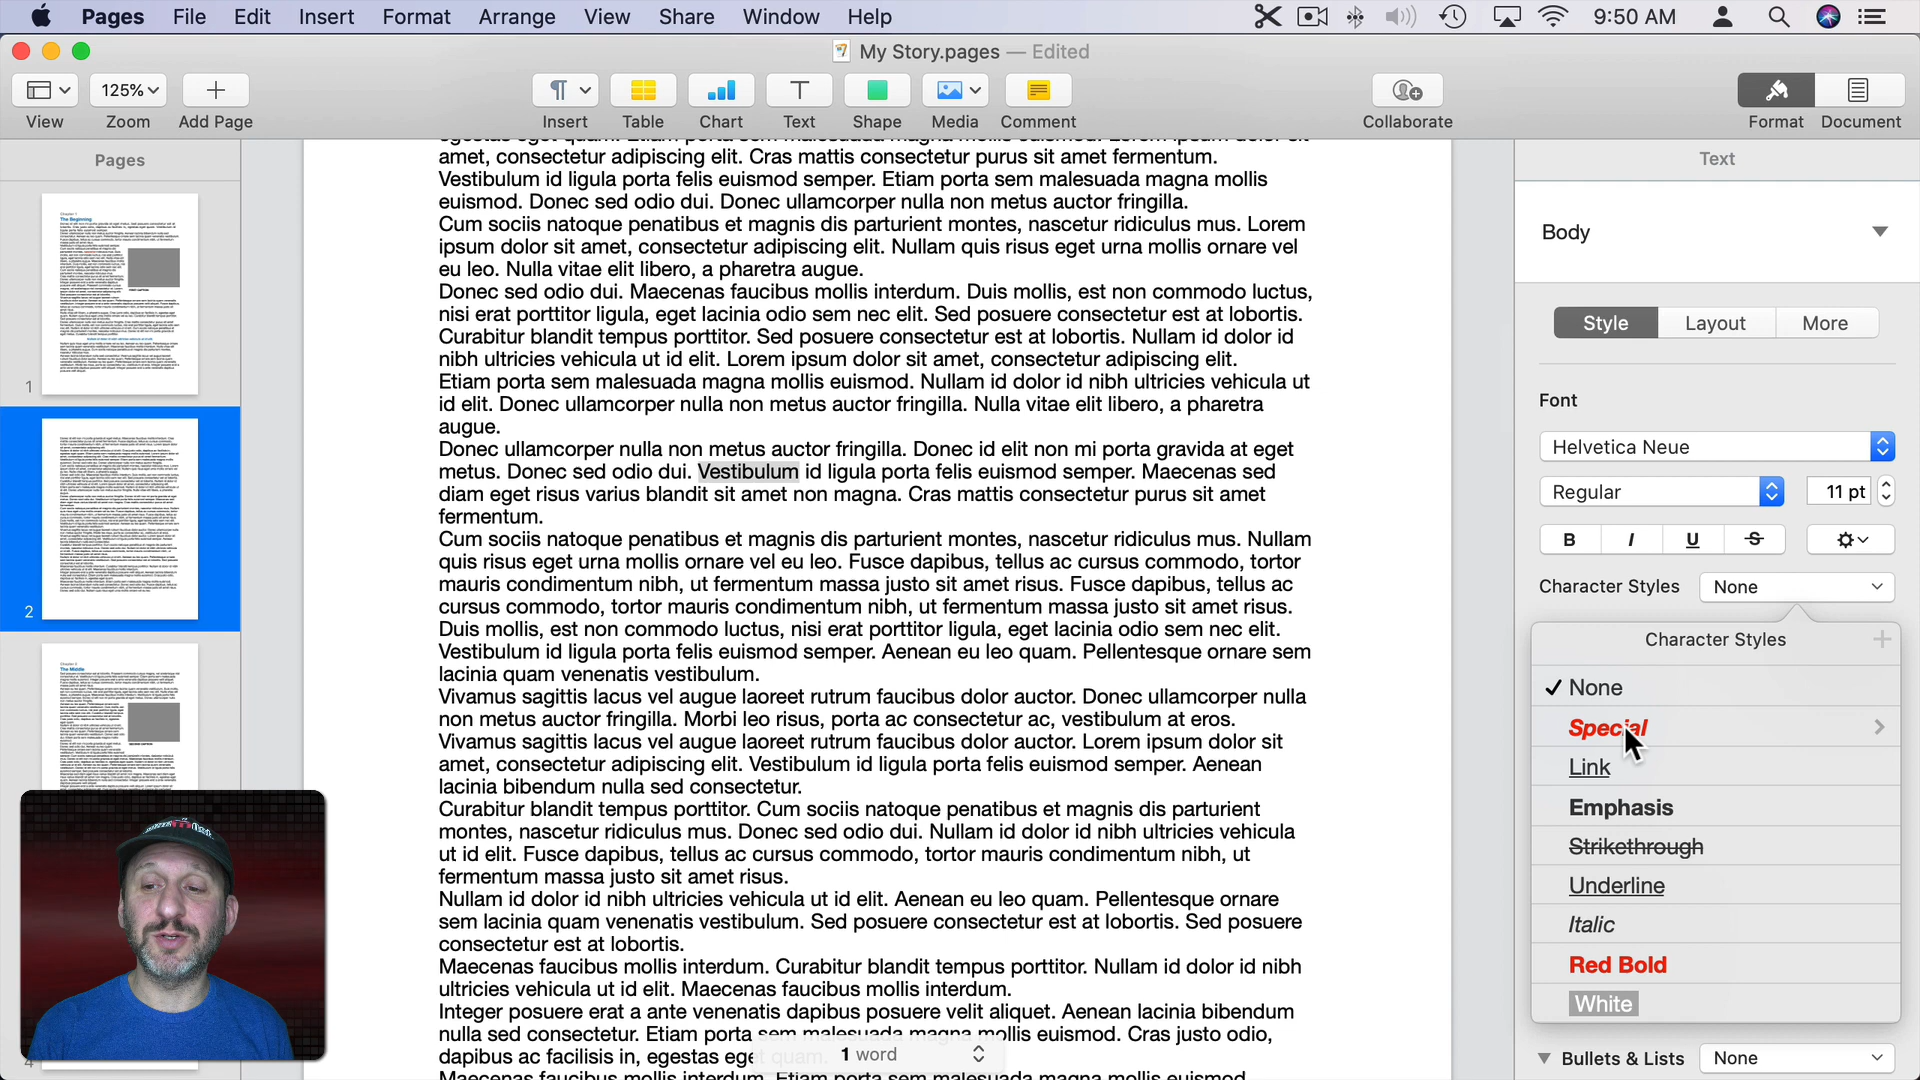 Pages File Edit Insert Format Arrange View Share Window Help 9:50 AM
My Story.pages — Edited
125%
View Zoom Add Page Insert Table Chart Text Shape Media Comment Collaborate Format Document
Pages
Chapter 1
The Beginning
1
2
Chapter 2
The Middle
amet, consectetur adipiscing elit. Cras mattis consectetur purus sit amet fermentum.
Vestibulum id ligula porta felis euismod semper. Etiam porta sem malesuada magna mollis
euismod. Donec sed odio dui. Donec ullamcorper nulla non metus auctor fringilla.
Cum sociis natoque penatibus et magnis dis parturient montes, nascetur ridiculus mus. Lorem
ipsum dolor sit amet, consectetur adipiscing elit. Nullam quis risus eget urna mollis ornare vel
eu leo. Nulla vitae elit libero, a pharetra augue.
Donec sed odio dui. Maecenas faucibus mollis interdum. Duis mollis, est non commodo luctus,
nisi erat porttitor ligula, eget lacinia odio sem nec elit. Sed posuere consectetur est at lobortis.
Curabitur blandit tempus porttitor. Sed posuere consectetur est at lobortis. Nullam id dolor id
nibh ultricies vehicula ut id elit. Lorem ipsum dolor sit amet, consectetur adipiscing elit.
Etiam porta sem malesuada magna mollis euismod. Nullam id dolor id nibh ultricies vehicula ut
id elit. Donec ullamcorper nulla non metus auctor fringilla. Nulla vitae elit libero, a pharetra
augue.
Donec ullamcorper nulla non metus auctor fringilla. Donec id elit non mi porta gravida at eget
metus. Donec sed odio dui. Vestibulum id ligula porta felis euismod semper. Maecenas sed
diam eget risus varius blandit sit amet non magna. Cras mattis consectetur purus sit amet
fermentum.
Cum sociis natoque penatibus et magnis dis parturient montes, nascetur ridiculus mus. Nullam
quis risus eget urna mollis ornare vel eu leo. Fusce dapibus, tellus ac cursus commodo, tortor
mauris condimentum nibh, ut fermentum massa justo sit amet risus. Fusce dapibus, tellus ac
cursus commodo, tortor mauris condimentum nibh, ut fermentum massa justo sit amet risus.
Duis mollis, est non commodo luctus, nisi erat porttitor ligula, eget lacinia odio sem nec elit.
Vestibulum id ligula porta felis euismod semper. Aenean eu leo quam. Pellentesque ornare sem
lacinia quam venenatis vestibulum.
Vivamus sagittis lacus vel augue laoreet rutrum faucibus dolor auctor. Donec ullamcorper nulla
non metus auctor fringilla. Morbi leo risus, porta ac consectetur ac, vestibulum at eros.
Vivamus sagittis lacus vel augue laoreet rutrum faucibus dolor auctor. Lorem ipsum dolor sit
amet, consectetur adipiscing elit. Vestibulum id ligula porta felis euismod semper. Aenean
lacinia bibendum nulla sed consectetur.
Curabitur blandit tempus porttitor. Cum sociis natoque penatibus et magnis dis parturient
montes, nascetur ridiculus mus. Donec sed odio dui. Nullam id dolor id nibh ultricies vehicula
ut id elit. Fusce dapibus, tellus ac cursus commodo, tortor mauris condimentum nibh, ut
fermentum massa justo sit amet risus.
Nullam id dolor id nibh ultricies vehicula ut id elit. Aenean eu leo quam. Pellentesque ornare
sem lacinia quam venenatis vestibulum. Sed posuere consectetur est at lobortis. Sed posuere
consectetur est at lobortis.
Maecenas faucibus mollis interdum. Curabitur blandit tempus porttitor. Nullam id dolor id nibh
ultricies vehicula ut id elit. Maecenas faucibus mollis interdum.
Integer posuere erat a ante venenatis dapibus posuere velit aliquet. Aenean lacinia bibendum
nulla sed consectetur. Etiam porta sem malesuada magna mollis euismod. Cras justo odio,
dapibus ac facilisis in, egestas eget quam.
Maecenas faucibus mollis interdum. Etiam porta sem malesuada magna mollis euismod
1 word
Text
Body
Style Layout More
Font
Helvetica Neue
Regular 11 pt
B I U S
Character Styles None
Character Styles +
✓ None
Special
Link
Emphasis
Strikethrough
Underline
Italic
Red Bold
White
Bullets & Lists None